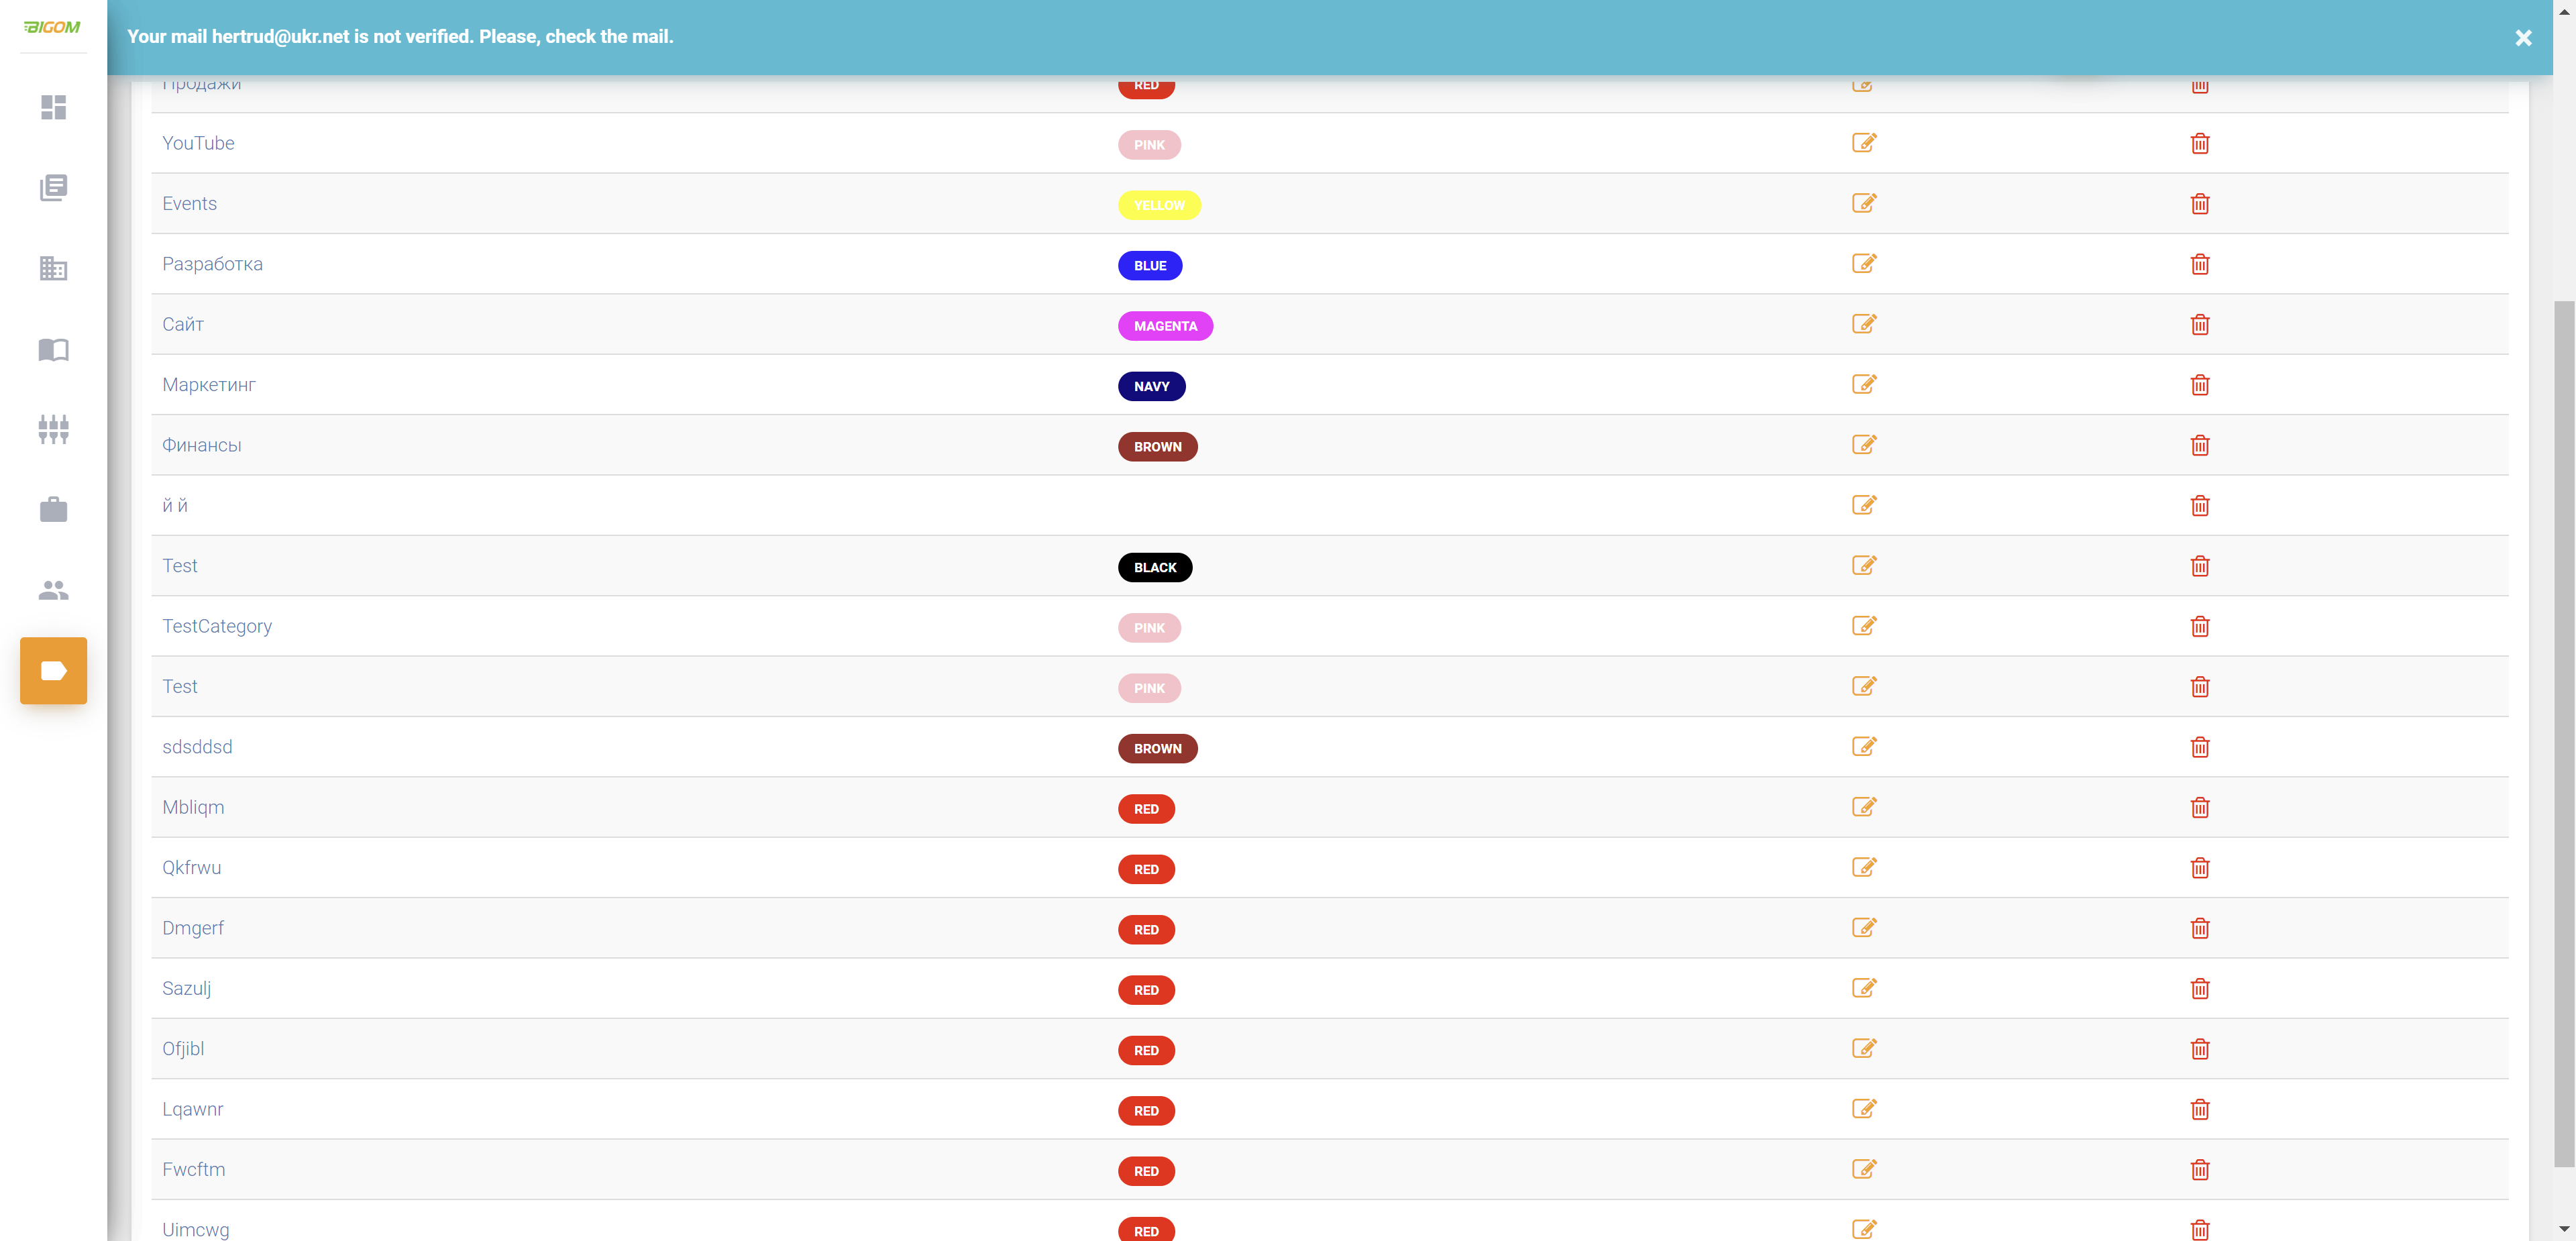 BIGOM
Your mail hertrud@ukr.net is not verified. Please, check the mail.
Продажи RED
YouTube PINK
Events YELLOW
Разработка BLUE
Сайт MAGENTA
Маркетинг NAVY
Финансы BROWN
й й
Test BLACK
TestCategory PINK
Test PINK
sdsddsd BROWN
Mbliqm RED
Qkfrwu RED
Dmgerf RED
Sazulj RED
Ofjibl RED
Lqawnr RED
Fwcftm RED
Uimcwg RED